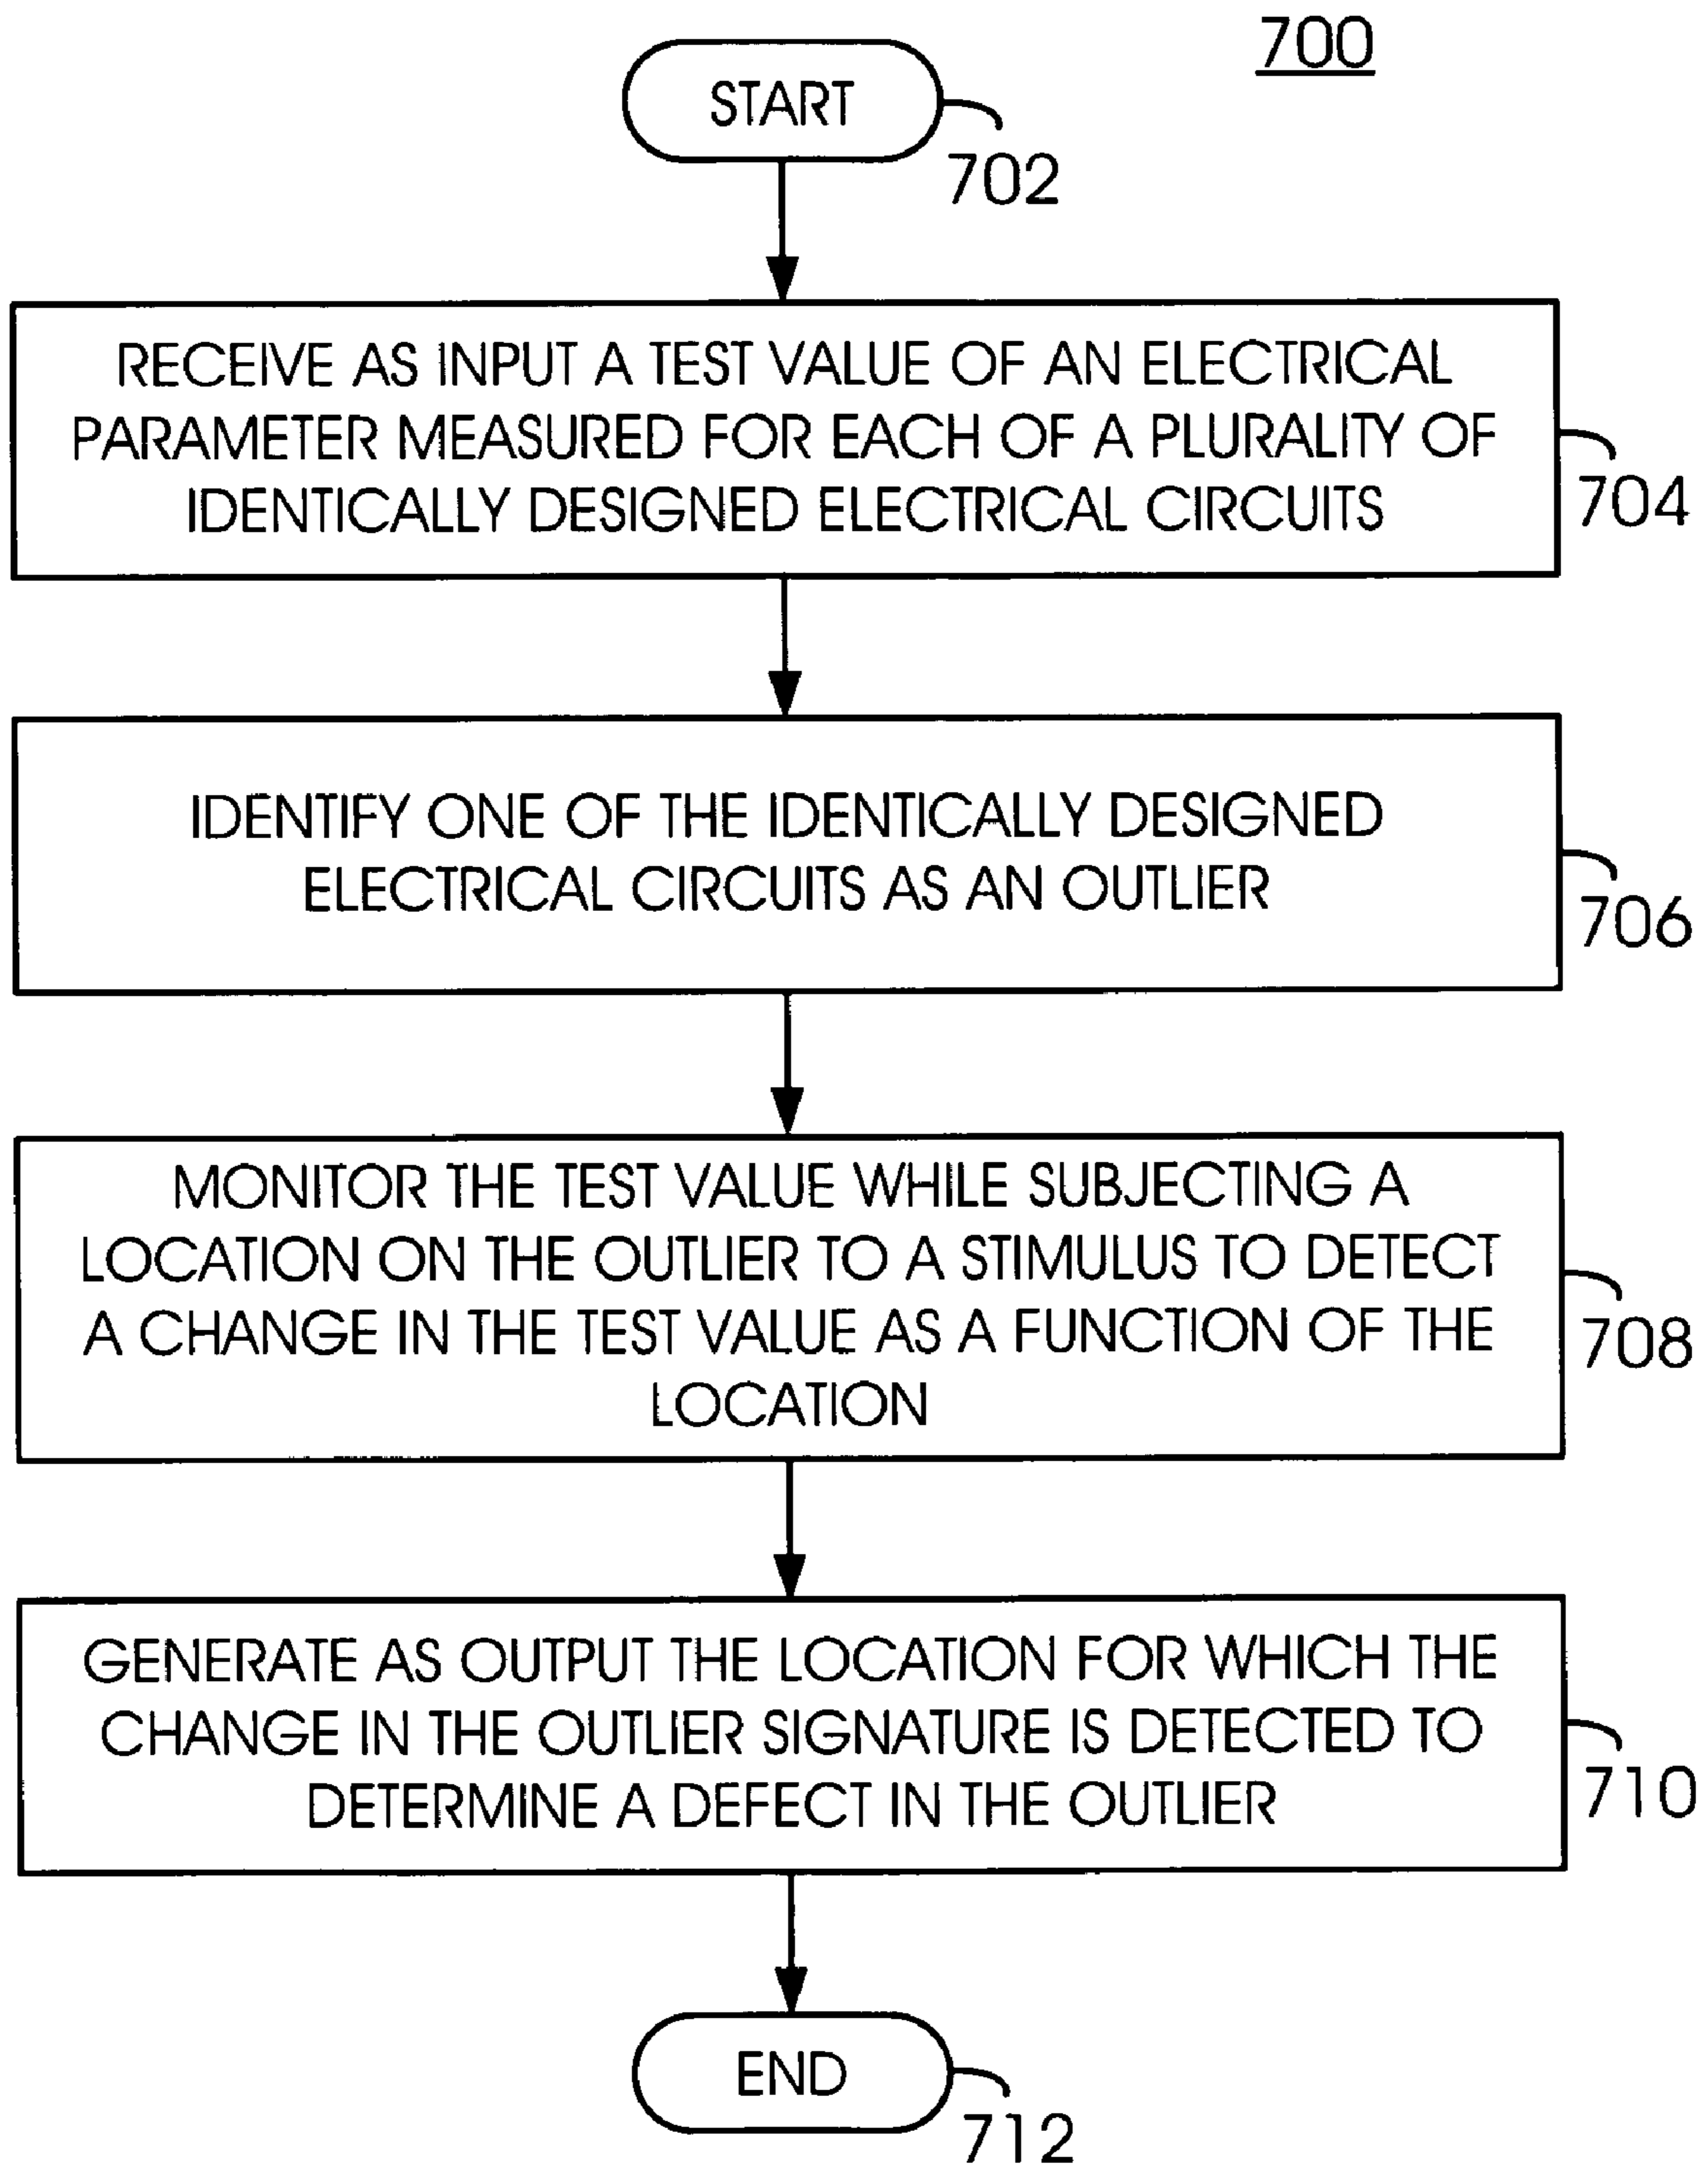 700
START
702
RECEIVE AS INPUT A TEST VALUE OF AN ELECTRICAL
PARAMETER MEASURED FOR EACH OF A PLURALITY OF
IDENTICALLY DESIGNED ELECTRICAL CIRCUITS
704
IDENTIFY ONE OF THE IDENTICALLY DESIGNED
ELECTRICAL CIRCUITS AS AN OUTLIER
706
MONITOR THE TEST VALUE WHILE SUBJECTING A
LOCATION ON THE OUTLIER TO A STIMULUS TO DETECT
A CHANGE IN THE TEST VALUE AS A FUNCTION OF THE
LOCATION
708
GENERATE AS OUTPUT THE LOCATION FOR WHICH THE
CHANGE IN THE OUTLIER SIGNATURE IS DETECTED TO
DETERMINE A DEFECT IN THE OUTLIER
710
END
712